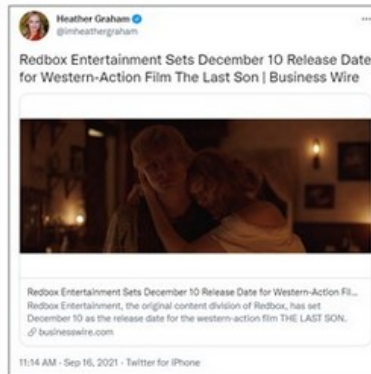 Heather Graham
@imheathergraham
Redbox Entertainment Sets December 10 Release Date
for Western-Action Film The Last Son | Business Wire
Redbox Entertainment Sets December 10 Release Date for Western-Action Fil...
Redbox Entertainment, the original content division of Redbox, has set
December 10 as the release date for the western-action film THE LAST SON.
businesswire.com
11:14 AM · Sep 16, 2021 · Twitter for iPhone